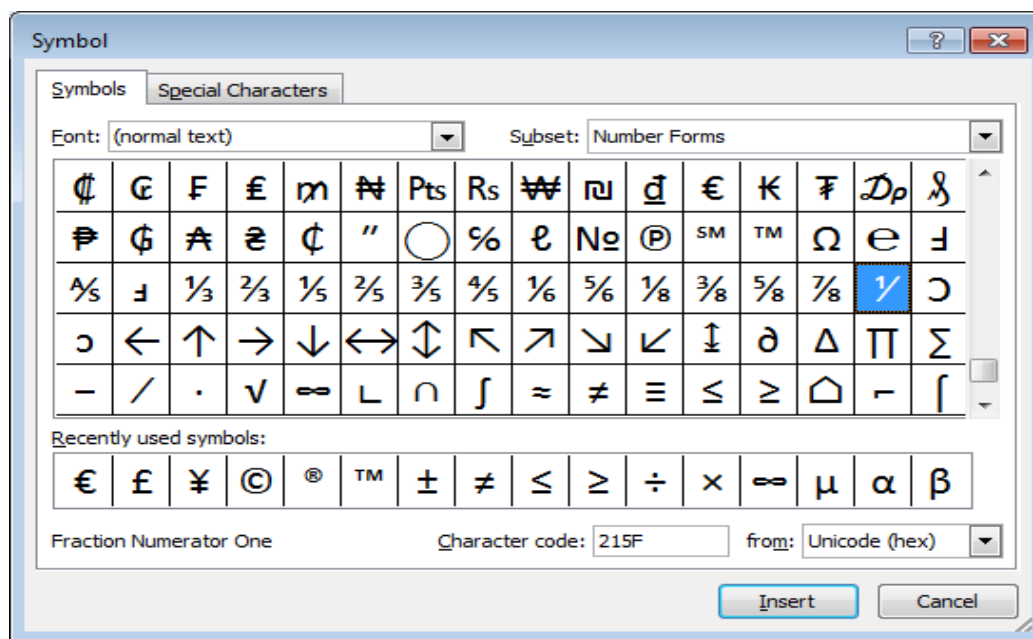 Symbol
Symbols Special Characters
Font: (normal text) Subset: Number Forms
₡ ₢ ₣ ₤ ₥ ₦ ₧ ₨ ₩ ₪ ₫ € ₭ ₮ ₯ ₰
₱ ₲ ₳ ₴ ₵ ″ ⃝ ℅ ℓ № ℗ ℠ ™ Ω ℮ Ⅎ
⅍ ⅎ ⅓ ⅔ ⅕ ⅖ ⅗ ⅘ ⅙ ⅚ ⅛ ⅜ ⅝ ⅞ ⅟ Ↄ
ↄ ← ↑ → ↓ ↔ ↕ ↖ ↗ ↘ ↙ ↨ ∂ ∆ ∏ ∑
− ∕ ∙ √ ∞ ∟ ∩ ∫ ≈ ≠ ≡ ≤ ≥ ⌂ ⌐ ⌠
Recently used symbols:
€ £ ¥ © ® ™ ± ≠ ≤ ≥ ÷ × ∞ µ α β
Fraction Numerator One Character code: 215F from: Unicode (hex)
Insert Cancel